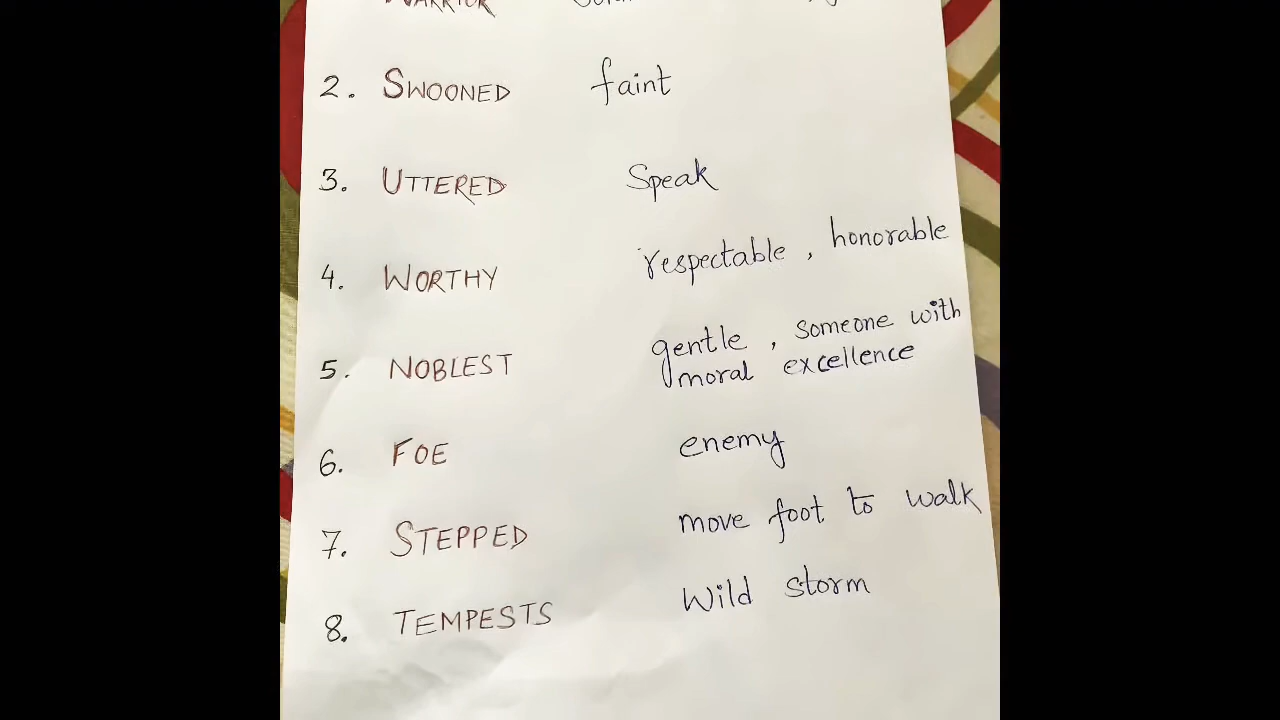 WARRIOR
2. SWOONED faint
3. UTTERED Speak
4. WORTHY respectable , honorable
5. NOBLEST gentle , someone with
moral excellence
6. FOE enemy
7. STEPPED move foot to walk
8. TEMPESTS Wild storm